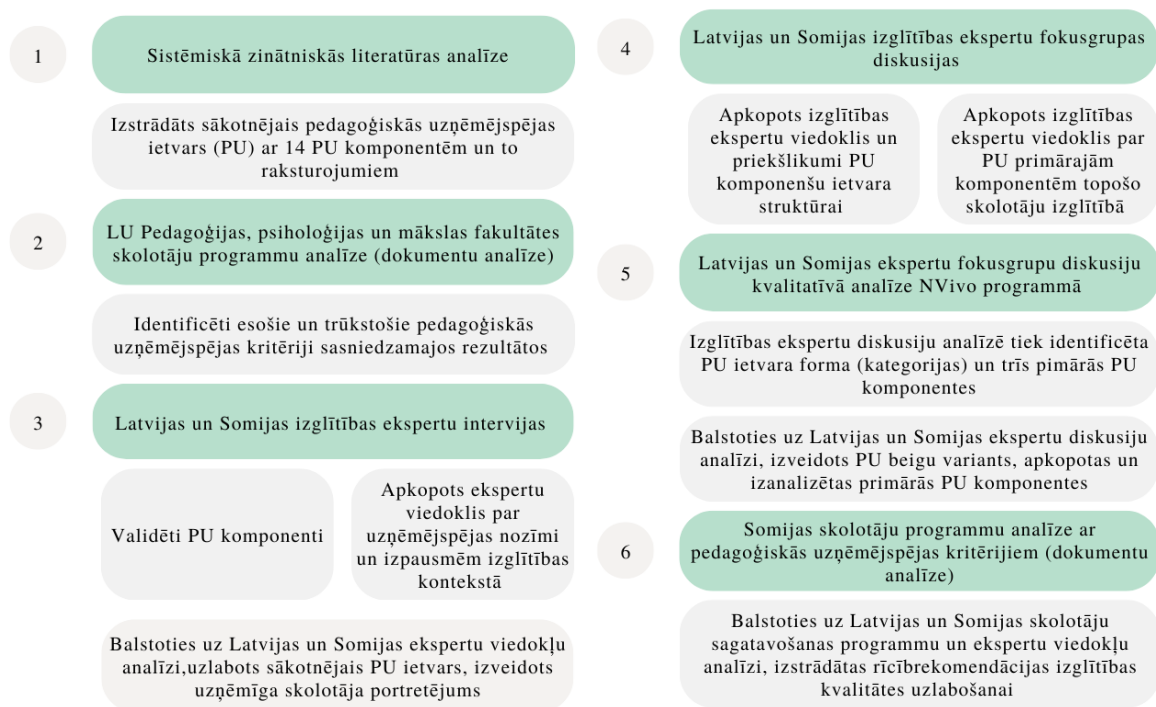 1
Sistēmiskā zinātniskās literatūras analīze
Izstrādāts sākotnējais pedagoģiskās uzņēmējspējas
ietvars (PU) ar 14 PU komponentēm un to
raksturojumiem
2
LU Pedagoģijas, psiholoģijas un mākslas fakultātes
skolotāju programmu analīze (dokumentu analīze)
Identificēti esošie un trūkstošie pedagoģiskās
uzņēmējspējas kritēriji sasniedzamajos rezultātos
3
Latvijas un Somijas izglītības ekspertu intervijas
Validēti PU komponenti
Apkopots ekspertu
viedoklis par
uzņēmējspējas nozīmi
un izpausmēm izglītības
kontekstā
Balstoties uz Latvijas un Somijas ekspertu viedokļu
analīzi,uzlabots sākotnējais PU ietvars, izveidots
uzņēmīga skolotāja portretējums
4
Latvijas un Somijas izglītības ekspertu fokusgrupas
diskusijas
Apkopots izglītības
ekspertu viedoklis un
priekšlikumi PU
komponenšu ietvara
struktūrai
Apkopots izglītības
ekspertu viedoklis par
PU primārajām
komponentēm topošo
skolotāju izglītībā
5
Latvijas un Somijas ekspertu fokusgrupu diskusiju
kvalitatīvā analīze NVivo programmā
Izglītības ekspertu diskusiju analīzē tiek identificēta
PU ietvara forma (kategorijas) un trīs pimārās PU
komponentes
Balstoties uz Latvijas un Somijas ekspertu diskusiju
analīzi, izveidots PU beigu variants, apkopotas un
izanalizētas primārās PU komponentes
6
Somijas skolotāju programmu analīze ar
pedagoģiskās uzņēmējspējas kritērijiem (dokumentu
analīze)
Balstoties uz Latvijas un Somijas skolotāju
sagatavošanas programmu un ekspertu viedokļu
analīzi, izstrādātas rīcībrekomendācijas izglītības
kvalitātes uzlabošanai